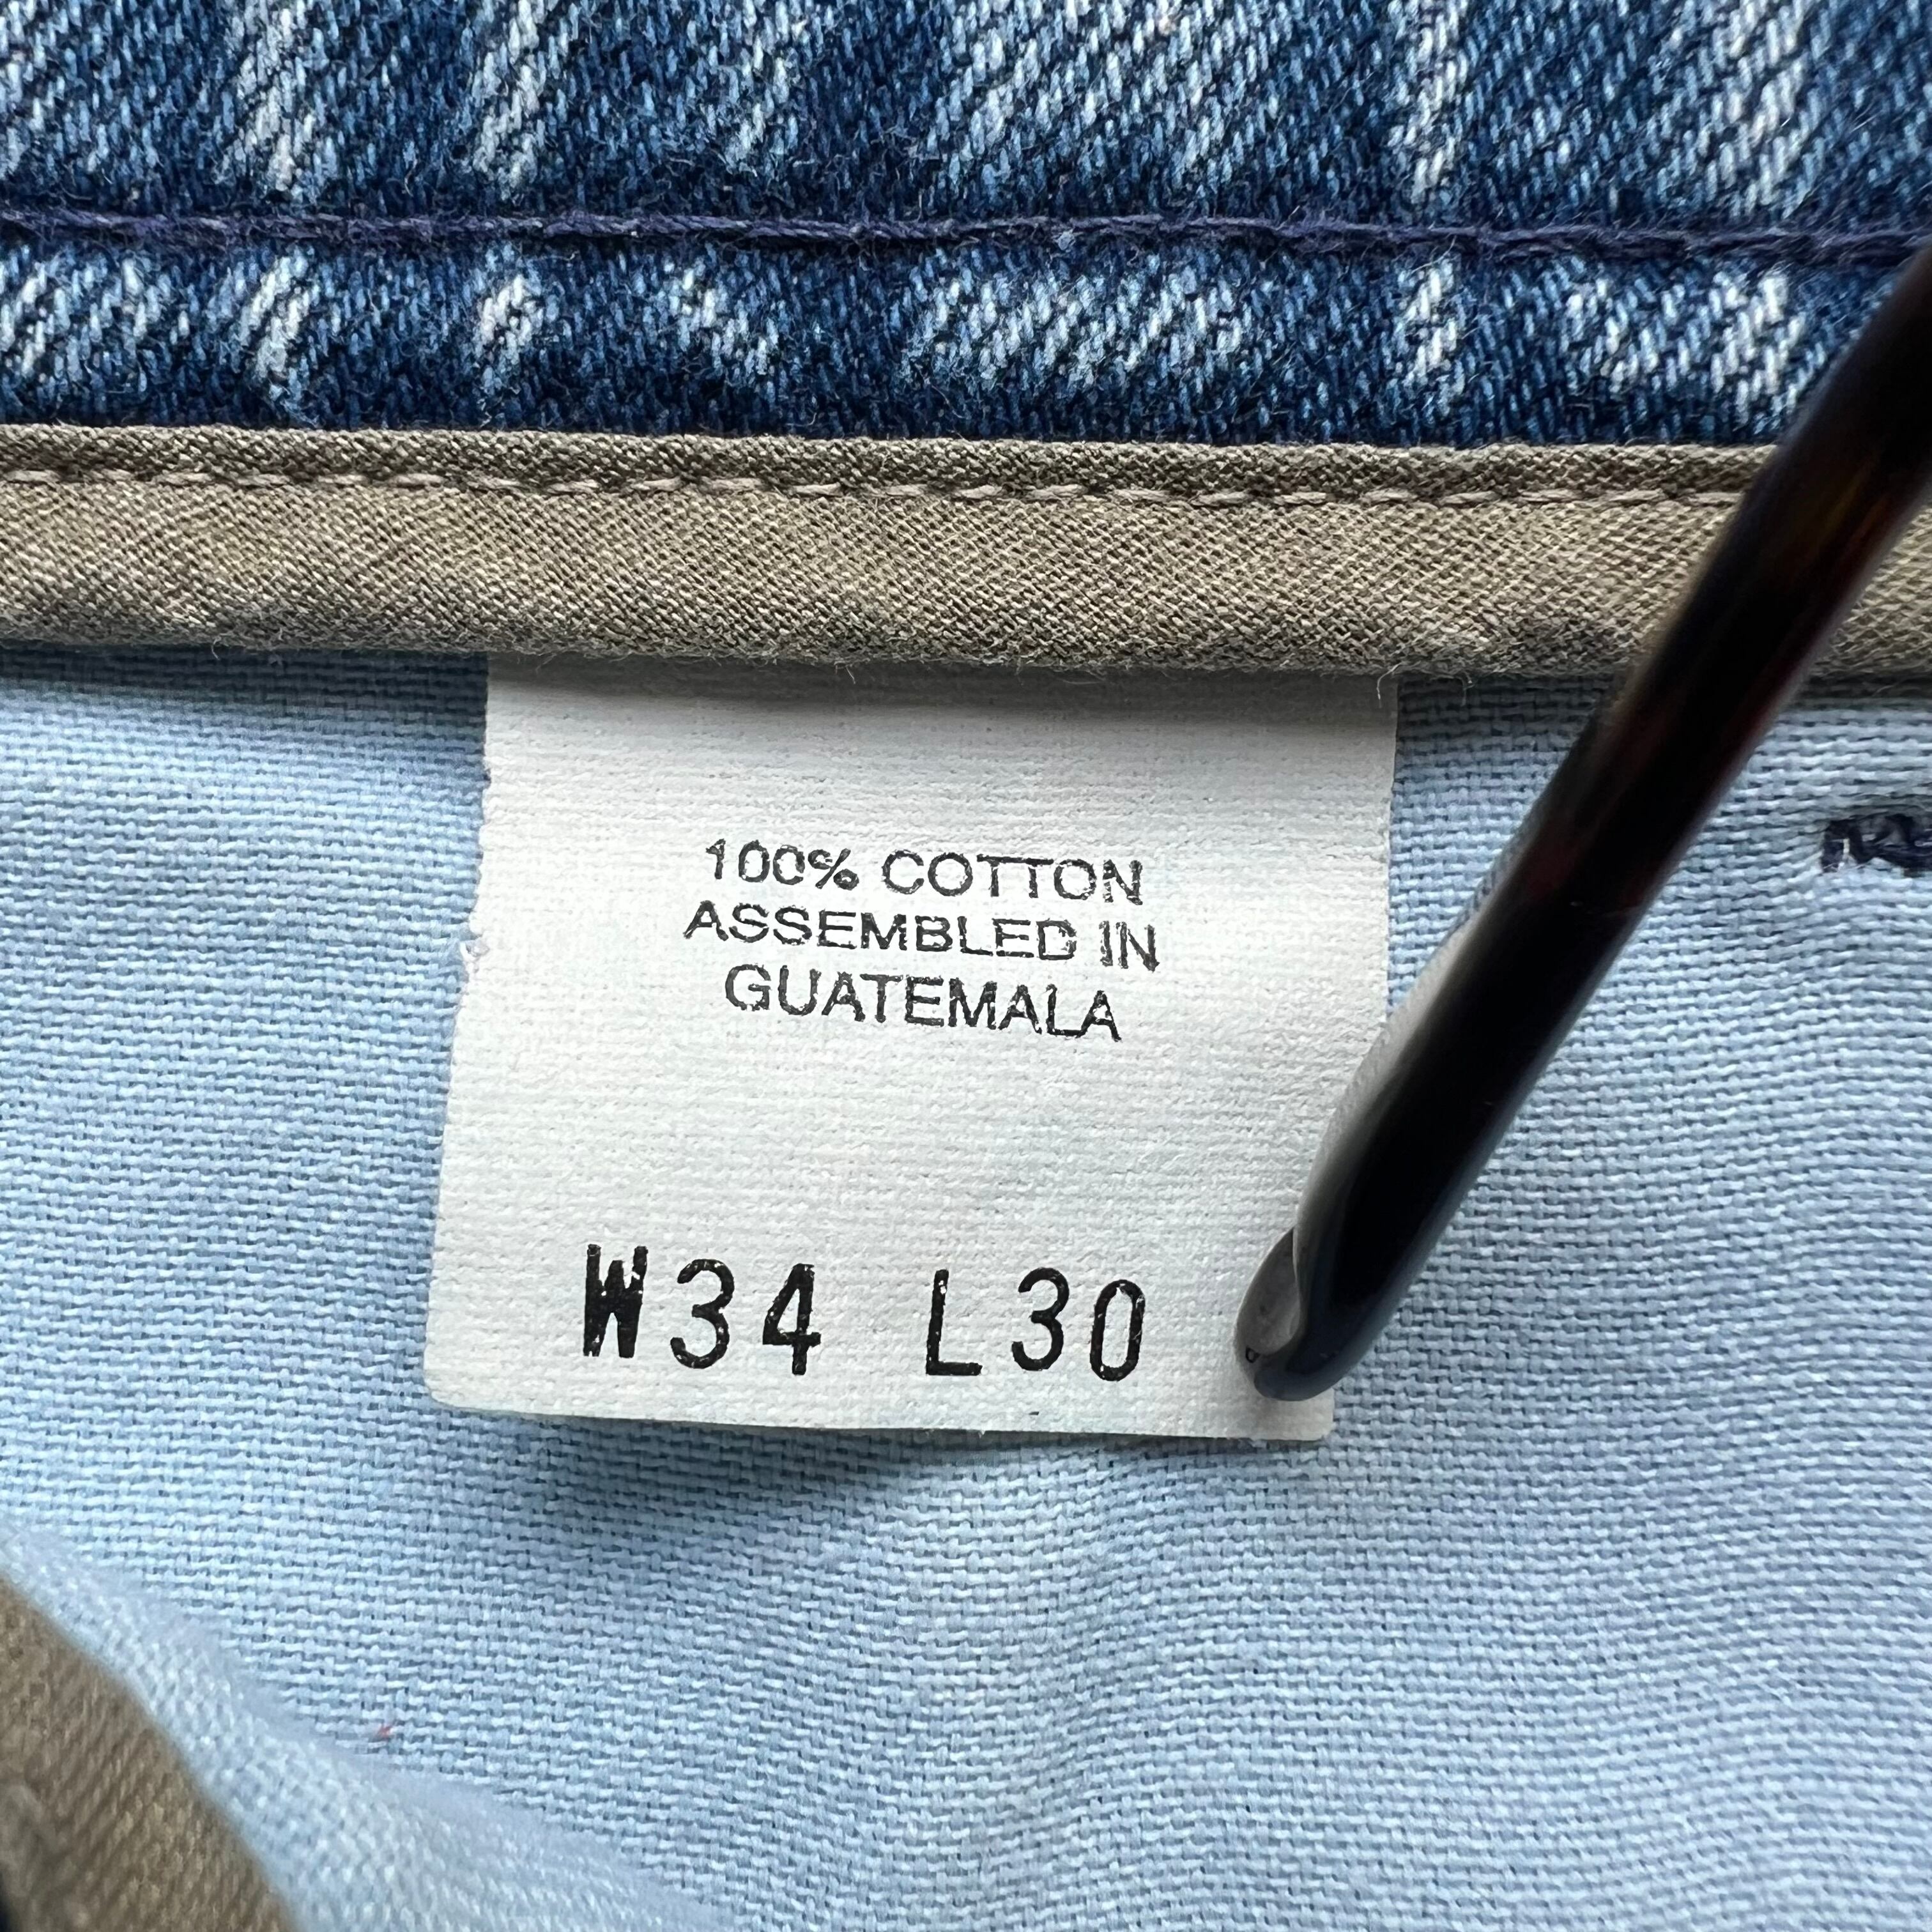 100% COTTON
ASSEMBLED IN
GUATEMALA
W34 L30